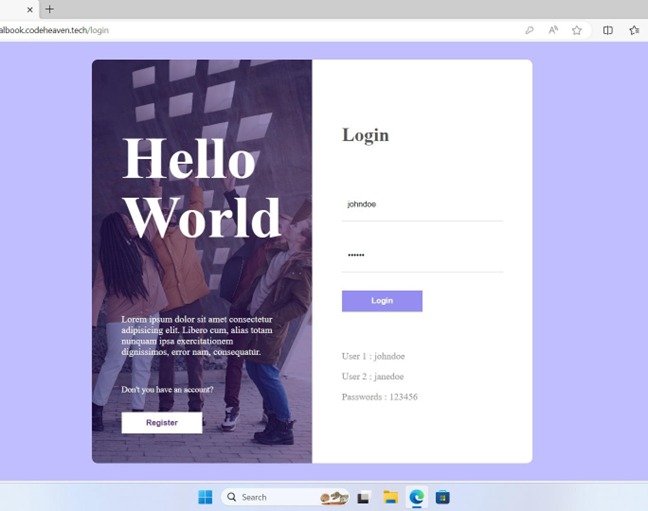 albook.codeheaven.tech/login
Hello
World
Lorem ipsum dolor sit amet consectetur
adipisicing elit. Libero cum, alias totam
numquam ipsa exercitationem
dignissimos, error nam, consequatur.
Don't you have an account?
Register
Login
johndoe
••••••
Login
User 1 : johndoe
User 2 : janedoe
Passwords : 123456
Search